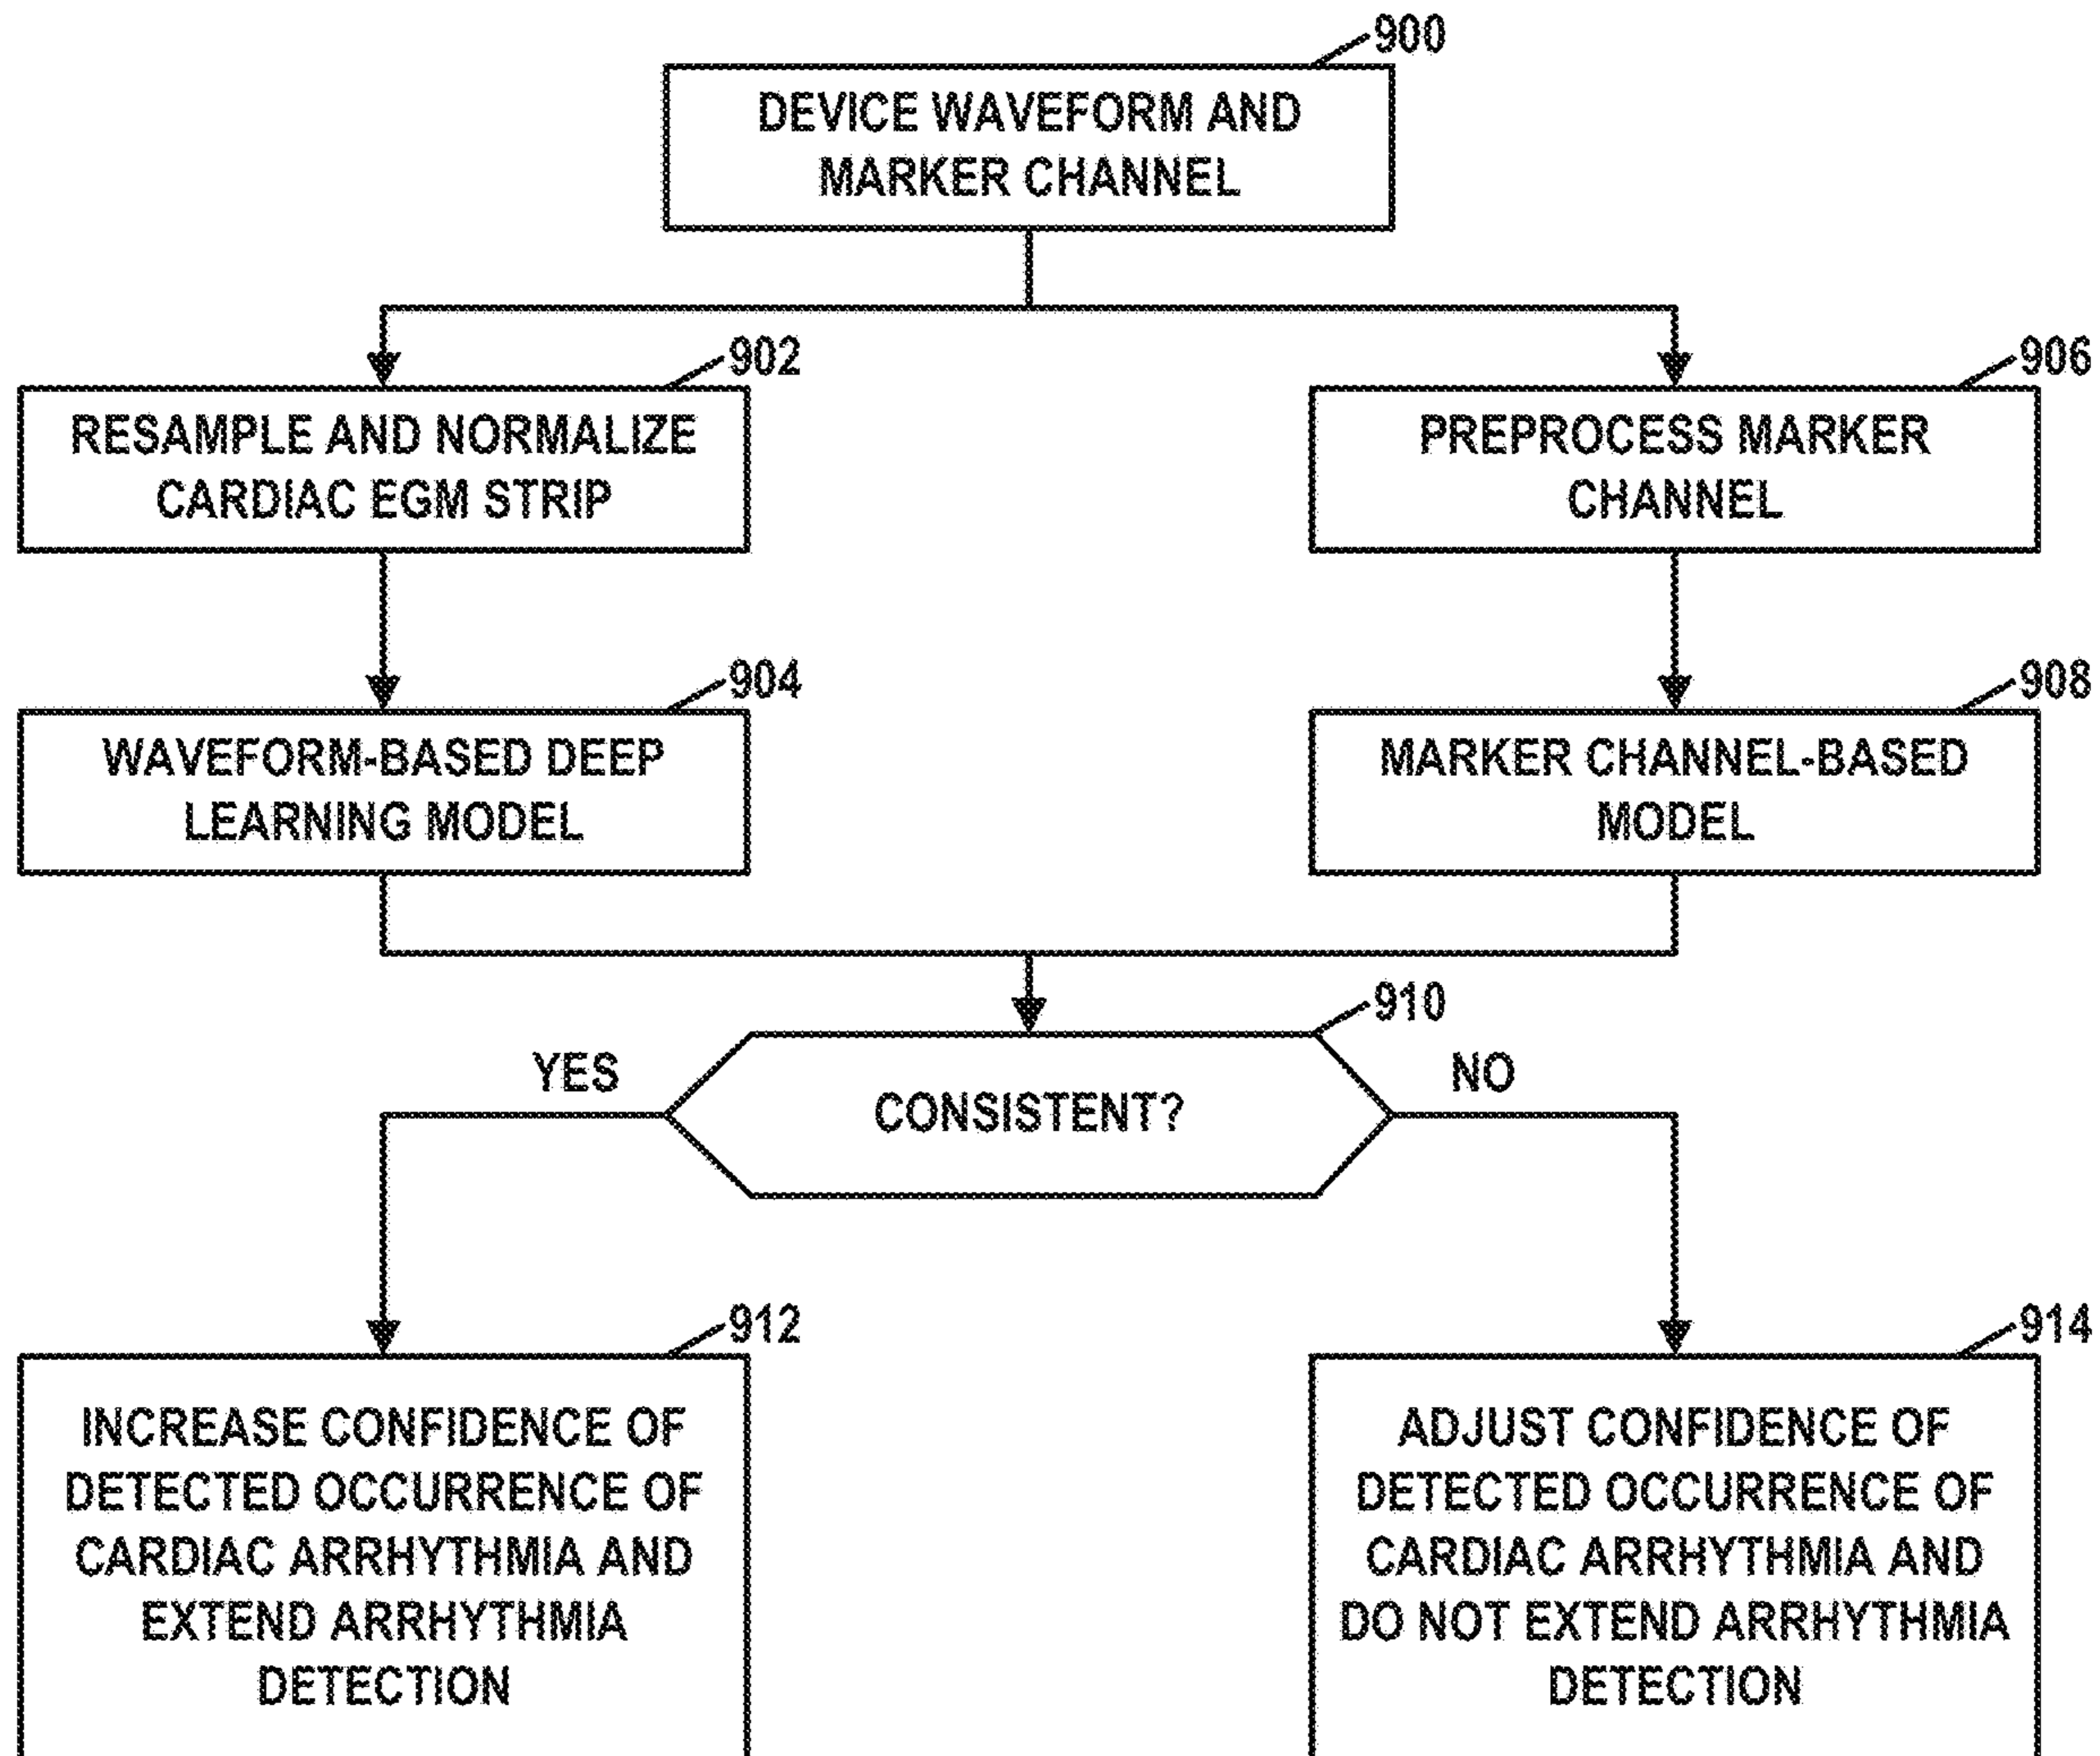 900
DEVICE WAVEFORM AND
MARKER CHANNEL
902
RESAMPLE AND NORMALIZE
CARDIAC EGM STRIP
906
PREPROCESS MARKER
CHANNEL
904
WAVEFORM-BASED DEEP
LEARNING MODEL
908
MARKER CHANNEL-BASED
MODEL
910
YES
CONSISTENT?
NO
912
INCREASE CONFIDENCE OF
DETECTED OCCURRENCE OF
CARDIAC ARRHYTHMIA AND
EXTEND ARRHYTHMIA
DETECTION
914
ADJUST CONFIDENCE OF
DETECTED OCCURRENCE OF
CARDIAC ARRHYTHMIA AND
DO NOT EXTEND ARRHYTHMIA
DETECTION